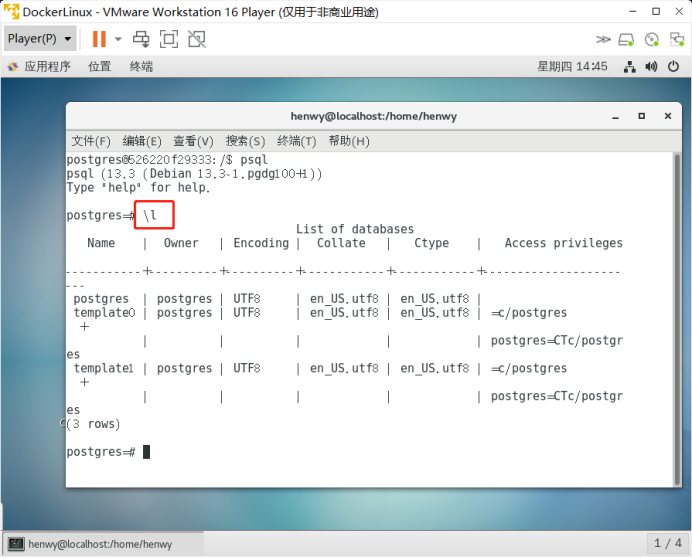 DockerLinux - VMware Workstation 16 Player (仅用于非商业用途)
Player(P)
应用程序 位置 终端 星期四 14:45
henwy@localhost:/home/henwy
文件(F) 编辑(E) 查看(V) 搜索(S) 终端(T) 帮助(H)
postgres@526220f29333:/$ psql
psql (13.3 (Debian 13.3-1.pgdg100+1))
Type "help" for help.
postgres=# \l
List of databases
Name | Owner | Encoding | Collate | Ctype | Access privileges
-----------+----------+----------+------------+------------+--------------------
---
postgres | postgres | UTF8 | en_US.utf8 | en_US.utf8 |
template0 | postgres | UTF8 | en_US.utf8 | en_US.utf8 | =c/postgres
+
| | | | | postgres=CTc/postgr
es
template1 | postgres | UTF8 | en_US.utf8 | en_US.utf8 | =c/postgres
+
| | | | | postgres=CTc/postgr
es
(3 rows)
postgres=#
henwy@localhost:/home/henwy
1 / 4